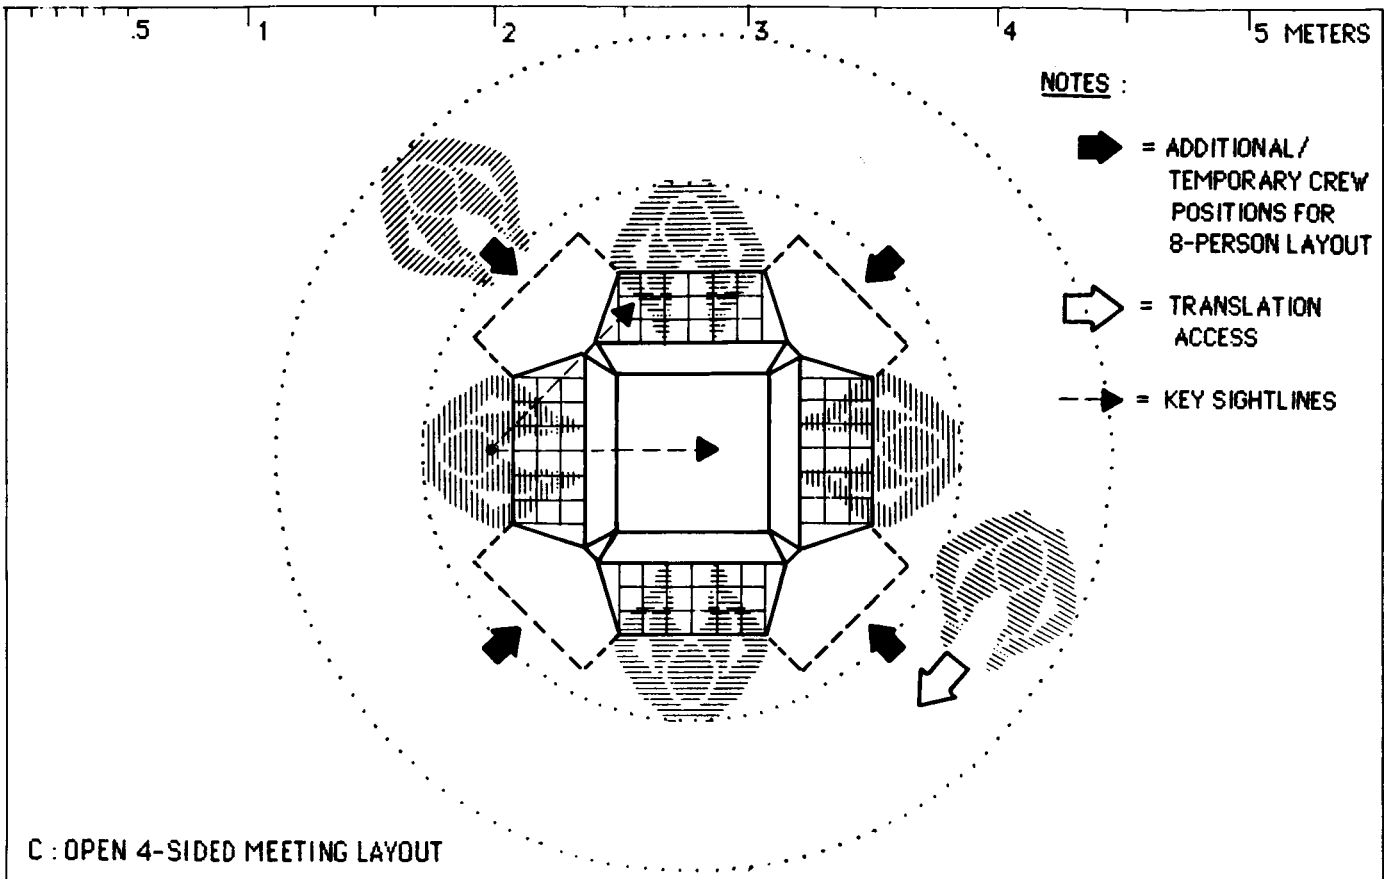 .5 1 2 3 4 5 METERS
NOTES :
= ADDITIONAL/
TEMPORARY CREW
POSITIONS FOR
8-PERSON LAYOUT
= TRANSLATION
ACCESS
= KEY SIGHTLINES
C : OPEN 4-SIDED MEETING LAYOUT